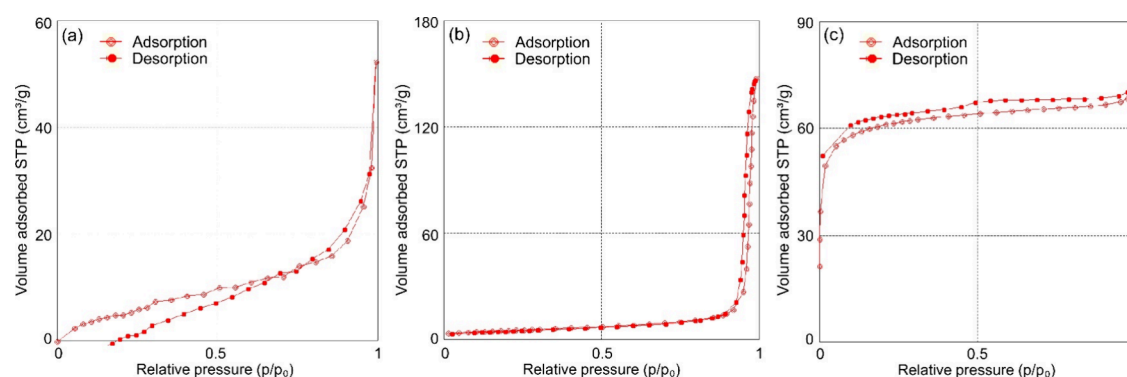 (a)
Adsorption
Desorption
60
40
20
0
0
0.5
1
Volume adsorbed STP (cm³/g)
Relative pressure (p/p₀)
(b)
Adsorption
Desorption
180
120
60
0
0
0.5
1
Volume adsorbed STP (cm³/g)
Relative pressure (p/p₀)
(c)
Adsorption
Desorption
90
60
30
0
0
0.5
Volume adsorbed STP (cm³/g)
Relative pressure (p/p₀)